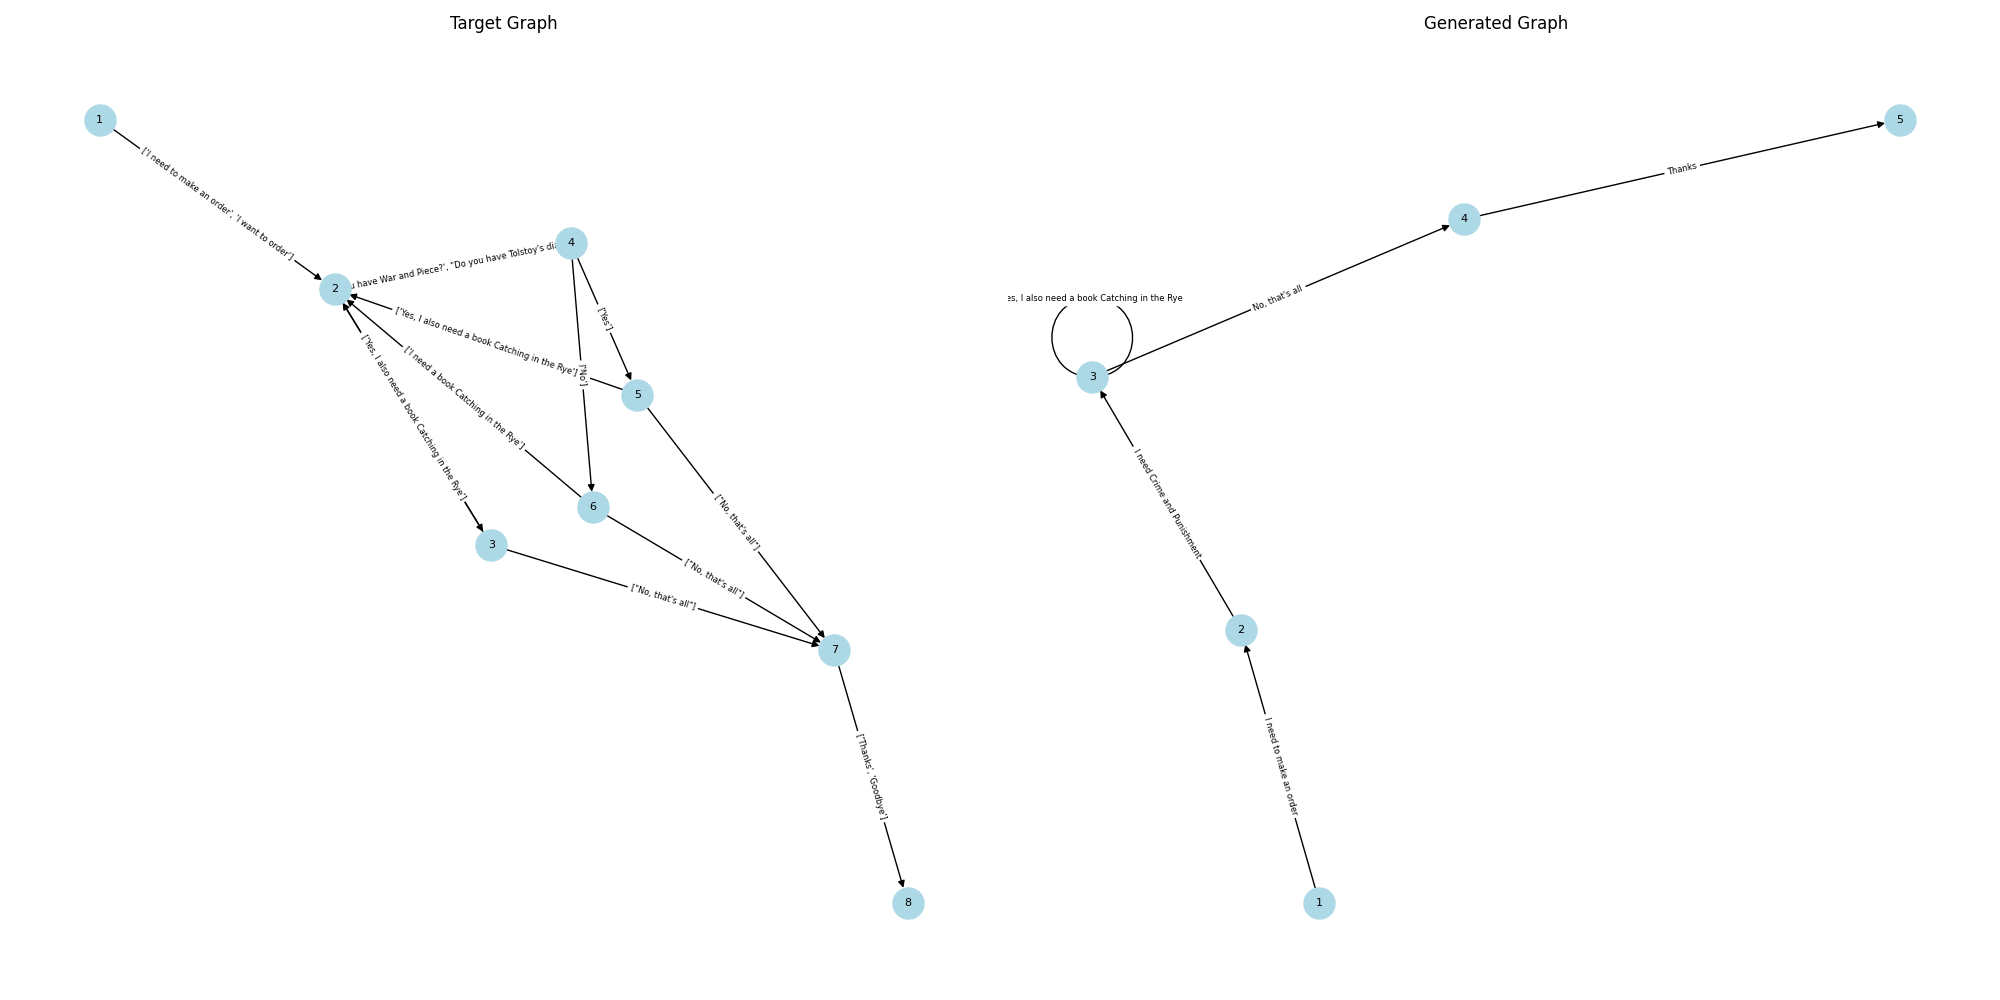 Target Graph
1
['I need to make an order', 'I want to order']
4
have War and Piece?', "Do you have Tolstoy's
2
['Yes']
['Yes, I also need a book Catching in the Rye']
['No']
['I need a book Catching in the Rye']
['Yes, I also need a book Catching in the Rye']
5
6
["No, that's all"]
3
["No, that's all"]
["No, that's all"]
7
['Thanks', 'Goodbye']
8
Generated Graph
5
Thanks
4
No, that's all
es, I also need a book Catching in the Rye
3
I need Crime and Punishment
2
I need to make an order
1